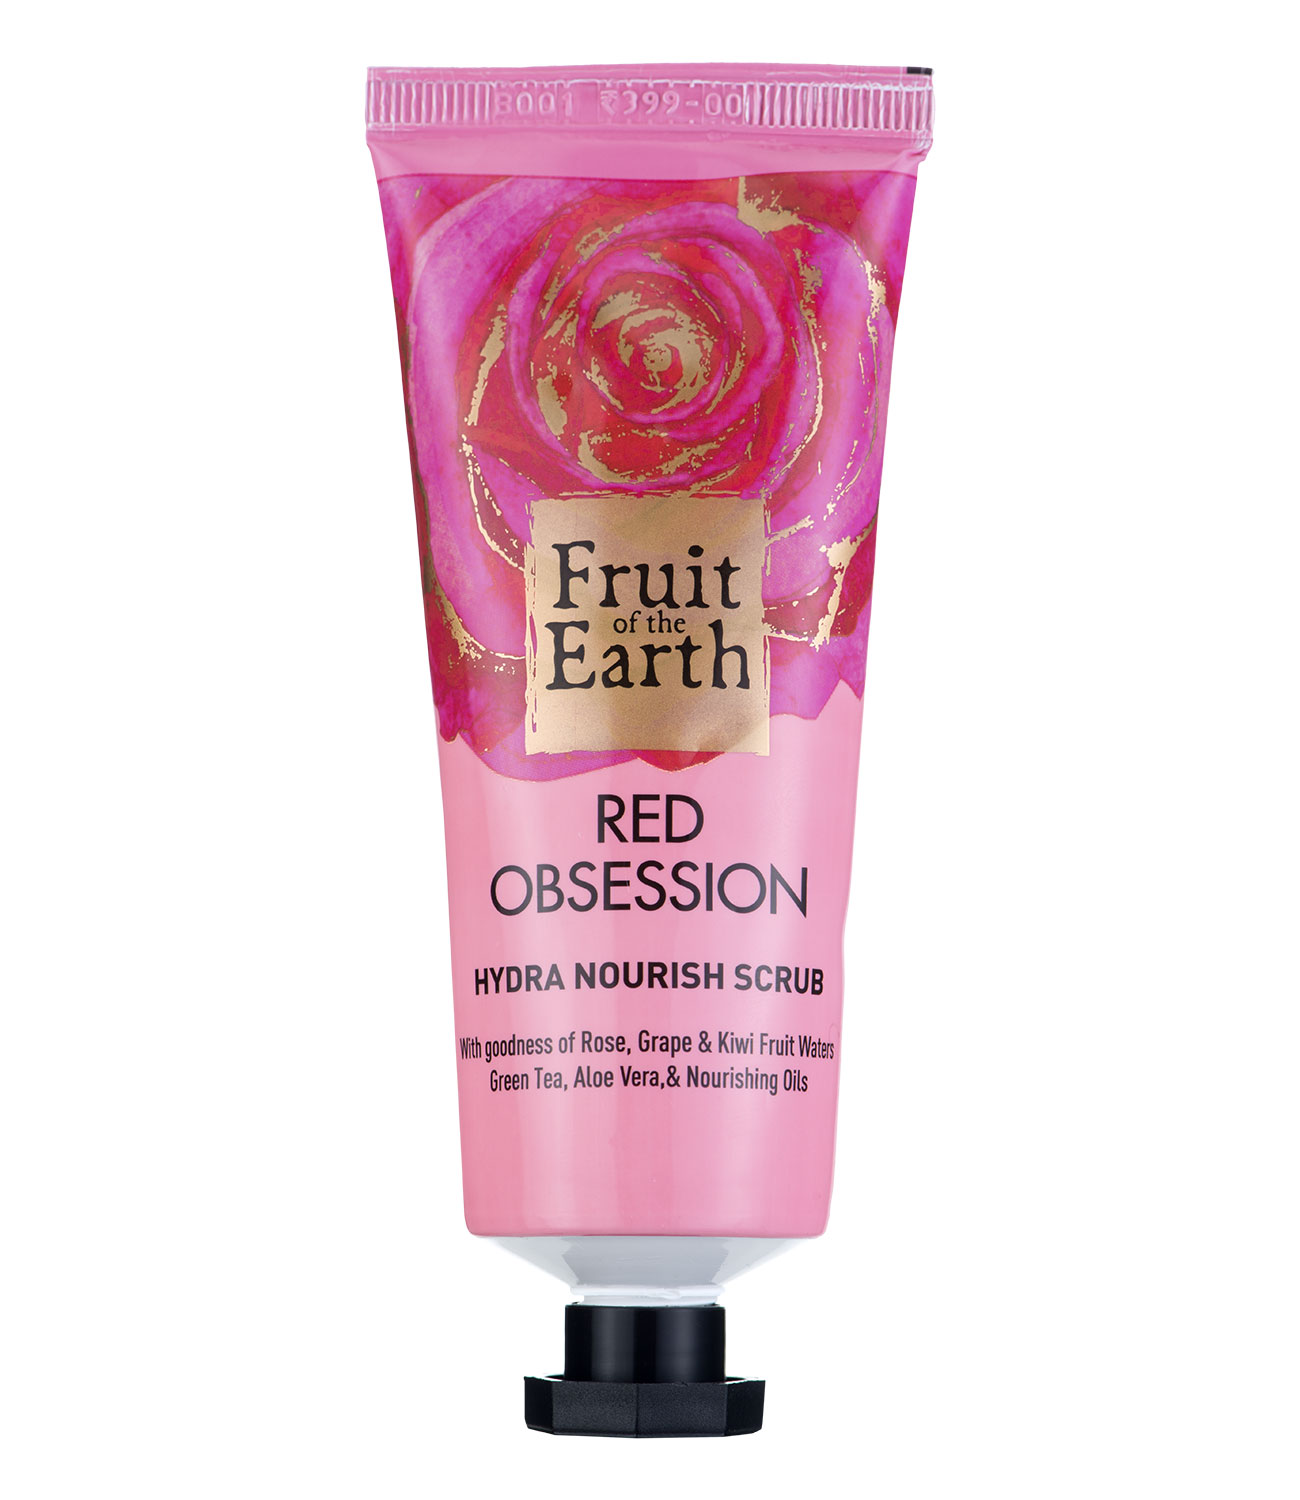 B001 ₹399-00
Fruit
of the
Earth
RED
OBSESSION
HYDRA NOURISH SCRUB
With goodness of Rose, Grape & Kiwi Fruit Waters
Green Tea, Aloe Vera,& Nourishing Oils